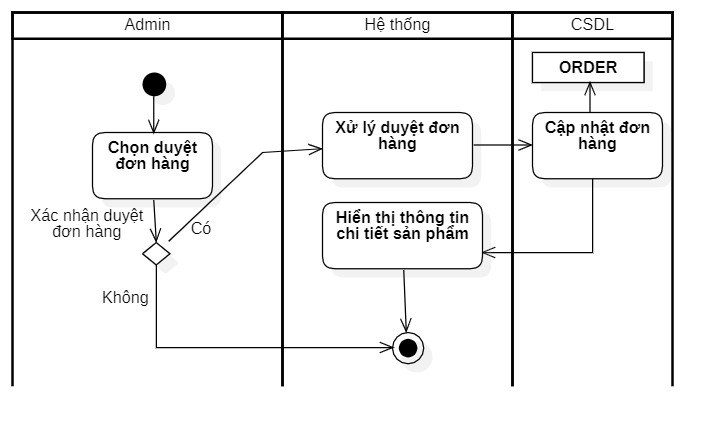 Admin
Hệ thống
CSDL
ORDER
Chọn duyệt
đơn hàng
Xử lý duyệt đơn
hàng
Cập nhật đơn
hàng
Xác nhận duyệt
đơn hàng
Có
Hiển thị thông tin
chi tiết sản phẩm
Không